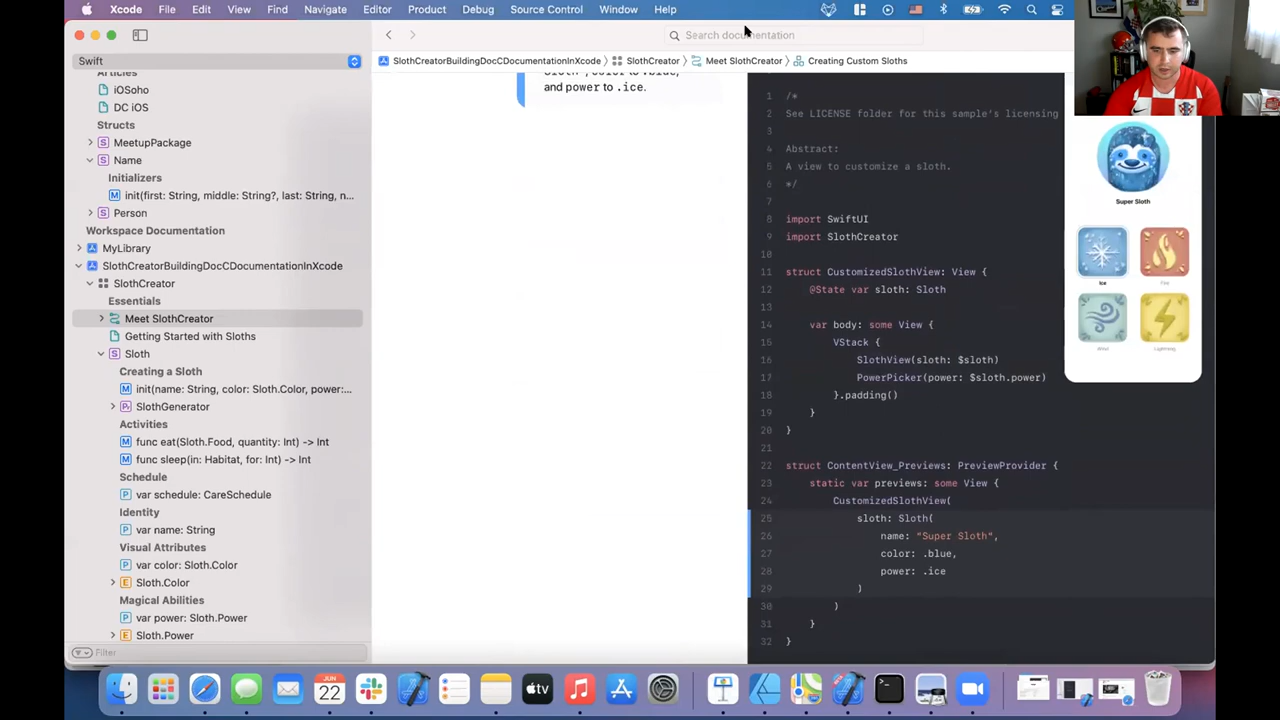 Xcode File Edit View Find Navigate Editor Product Debug Source Control Window Help
Search documentation
Swift
SlothCreatorBuildingDocCDocumentationInXcode SlothCreator Meet SlothCreator Creating Custom Sloths
Articles
iOSoho
DC iOS
Structs
MeetupPackage
S Name
Initializers
M init(first: String, middle: String?, last: String, n...
S Person
Workspace Documentation
MyLibrary
SlothCreatorBuildingDocCDocumentationInXcode
SlothCreator
Essentials
Meet SlothCreator
Getting Started with Sloths
S Sloth
Creating a Sloth
M init(name: String, color: Sloth.Color, power:...
Pr SlothGenerator
Activities
M func eat(Sloth.Food, quantity: Int) -> Int
M func sleep(in: Habitat, for: Int) -> Int
Schedule
P var schedule: CareSchedule
Identity
P var name: String
Visual Attributes
P var color: Sloth.Color
E Sloth.Color
Magical Abilities
P var power: Sloth.Power
E Sloth.Power
Filter
and power to .ice.
1 /*
2 See LICENSE folder for this sample's licensing
3
4 Abstract:
5 A view to customize a sloth.
6 */
7
8 import SwiftUI
9 import SlothCreator
10
11 struct CustomizedSlothView: View {
12 @State var sloth: Sloth
13
14 var body: some View {
15 VStack {
16 SlothView(sloth: $sloth)
17 PowerPicker(power: $sloth.power)
18 }.padding()
19 }
20 }
21
22 struct ContentView_Previews: PreviewProvider {
23 static var previews: some View {
24 CustomizedSlothView(
25 sloth: Sloth(
26 name: "Super Sloth",
27 color: .blue,
28 power: .ice
29 )
30 )
31 }
32 }
Super Sloth
Ice Fire
Wind Lightning
JUN
22
tv